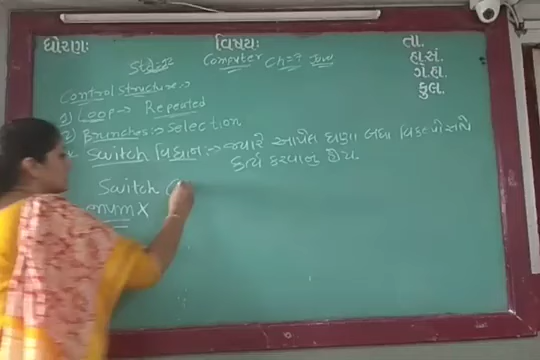 ધોરણ: વિષય: તા.
Std-12 Computer Ch=7 Java હા.સં.
Control Structure :- ગે.હા.
1) Loop → Repeated કુલ.
2) Branches :- Selection
* Switch વિધાન :-> જ્યારે આપેલ ઘણા બધા વિકલ્પો સાથે
કાર્ય કરવાનું હોય.
Switch (
enum X